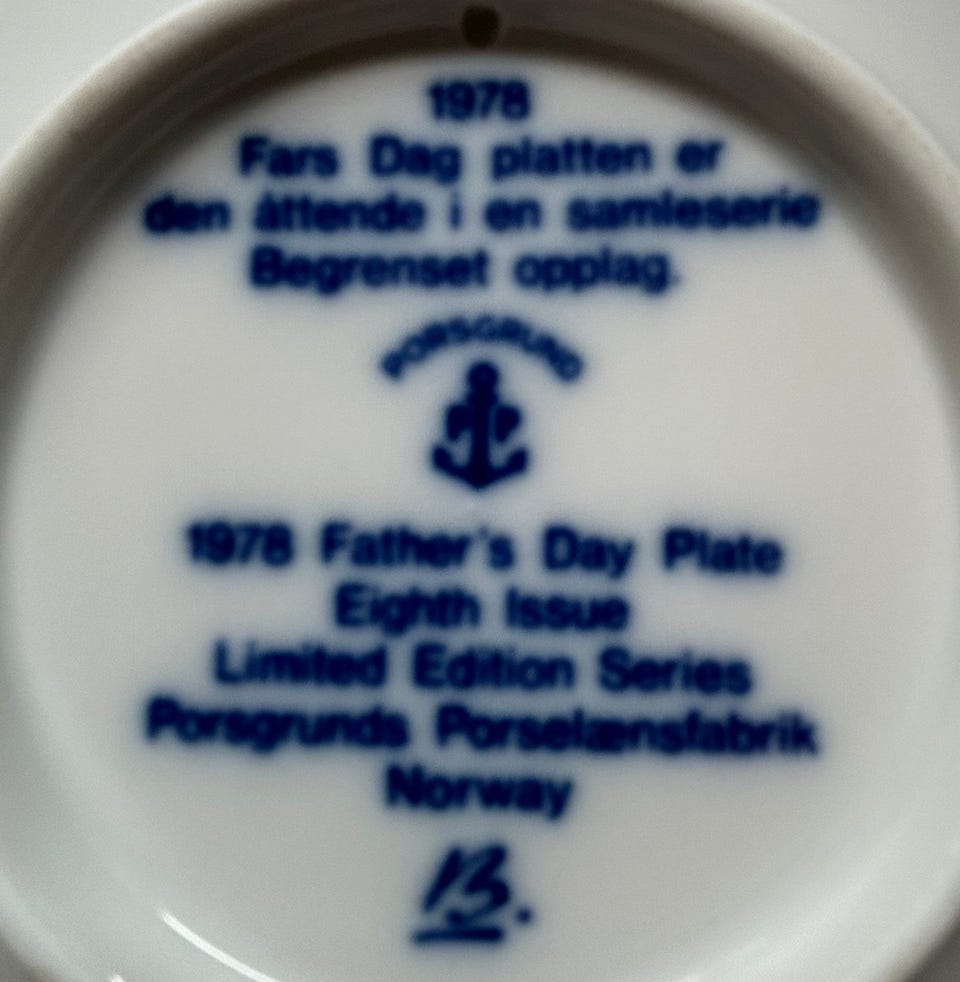 1978
Fars Dag platten er
den åttende i en samleserie
Begrenset opplag.
PORSGRUND
1978 Father's Day Plate
Eighth Issue
Limited Edition Series
Porsgrunds Porselænsfabrik
Norway